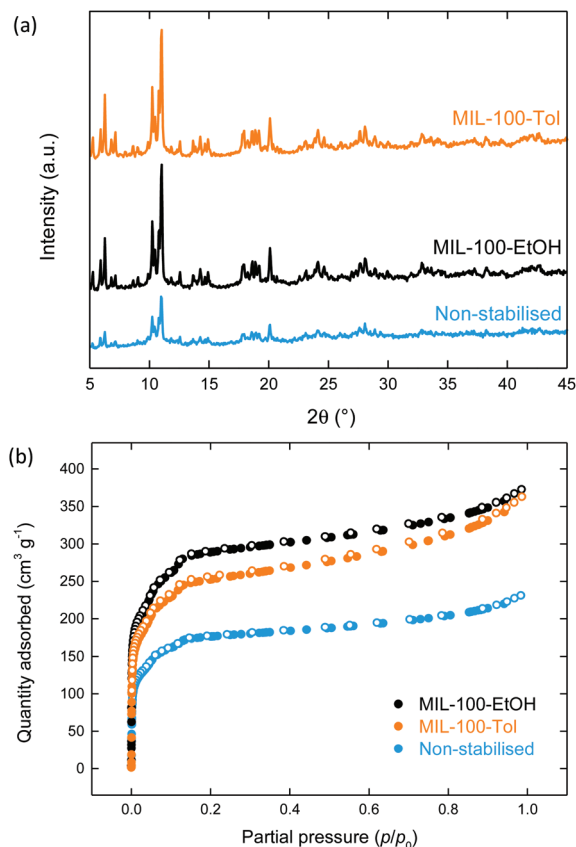 (a)
Intensity (a.u.)
MIL-100-Tol
MIL-100-EtOH
Non-stabilised
5 10 15 20 25 30 35 40 45
2θ (°)
(b)
Quantity adsorbed (cm³ g⁻¹)
400
350
300
250
200
150
100
50
0
MIL-100-EtOH
MIL-100-Tol
Non-stabilised
0.0 0.2 0.4 0.6 0.8 1.0
Partial pressure (p/p₀)